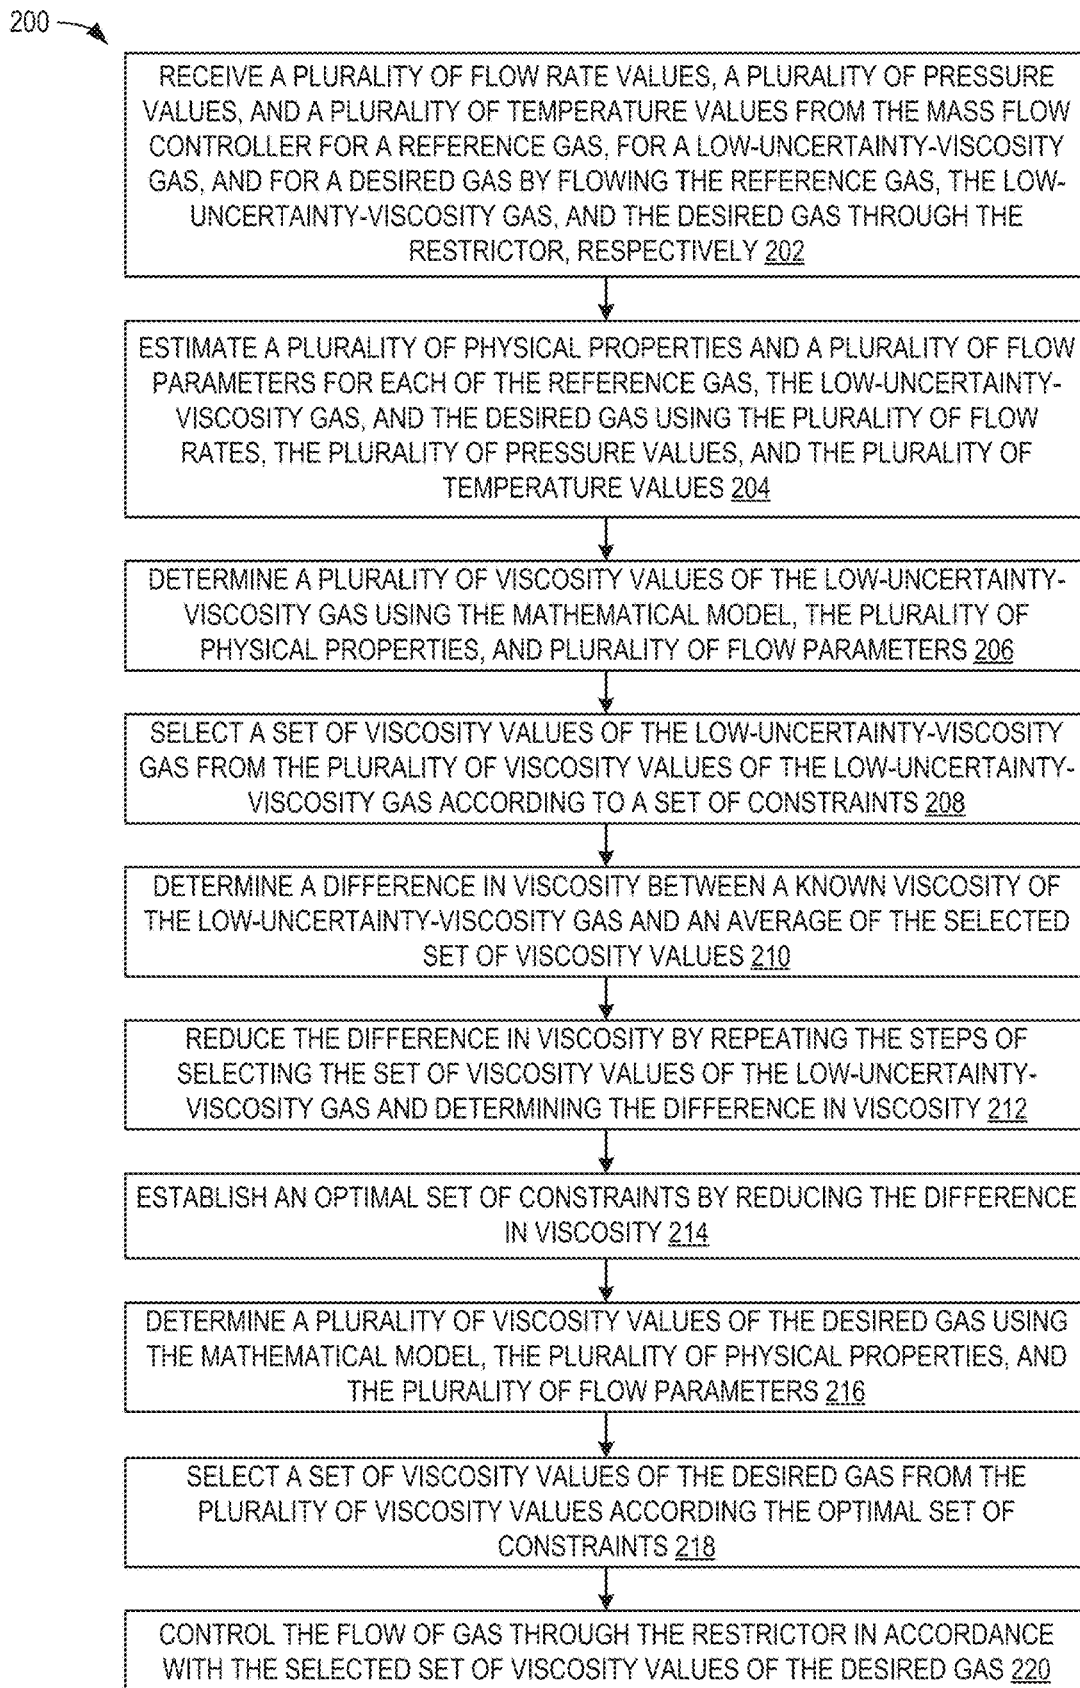 200
RECEIVE A PLURALITY OF FLOW RATE VALUES, A PLURALITY OF PRESSURE
VALUES, AND A PLURALITY OF TEMPERATURE VALUES FROM THE MASS FLOW
CONTROLLER FOR A REFERENCE GAS, FOR A LOW-UNCERTAINTY-VISCOSITY
GAS, AND FOR A DESIRED GAS BY FLOWING THE REFERENCE GAS, THE LOW-
UNCERTAINTY-VISCOSITY GAS, AND THE DESIRED GAS THROUGH THE
RESTRICTOR, RESPECTIVELY 202
ESTIMATE A PLURALITY OF PHYSICAL PROPERTIES AND A PLURALITY OF FLOW
PARAMETERS FOR EACH OF THE REFERENCE GAS, THE LOW-UNCERTAINTY-
VISCOSITY GAS, AND THE DESIRED GAS USING THE PLURALITY OF FLOW
RATES, THE PLURALITY OF PRESSURE VALUES, AND THE PLURALITY OF
TEMPERATURE VALUES 204
DETERMINE A PLURALITY OF VISCOSITY VALUES OF THE LOW-UNCERTAINTY-
VISCOSITY GAS USING THE MATHEMATICAL MODEL, THE PLURALITY OF
PHYSICAL PROPERTIES, AND PLURALITY OF FLOW PARAMETERS 206
SELECT A SET OF VISCOSITY VALUES OF THE LOW-UNCERTAINTY-VISCOSITY
GAS FROM THE PLURALITY OF VISCOSITY VALUES OF THE LOW-UNCERTAINTY-
VISCOSITY GAS ACCORDING TO A SET OF CONSTRAINTS 208
DETERMINE A DIFFERENCE IN VISCOSITY BETWEEN A KNOWN VISCOSITY OF
THE LOW-UNCERTAINTY-VISCOSITY GAS AND AN AVERAGE OF THE SELECTED
SET OF VISCOSITY VALUES 210
REDUCE THE DIFFERENCE IN VISCOSITY BY REPEATING THE STEPS OF
SELECTING THE SET OF VISCOSITY VALUES OF THE LOW-UNCERTAINTY-
VISCOSITY GAS AND DETERMINING THE DIFFERENCE IN VISCOSITY 212
ESTABLISH AN OPTIMAL SET OF CONSTRAINTS BY REDUCING THE DIFFERENCE
IN VISCOSITY 214
DETERMINE A PLURALITY OF VISCOSITY VALUES OF THE DESIRED GAS USING
THE MATHEMATICAL MODEL, THE PLURALITY OF PHYSICAL PROPERTIES, AND
THE PLURALITY OF FLOW PARAMETERS 216
SELECT A SET OF VISCOSITY VALUES OF THE DESIRED GAS FROM THE
PLURALITY OF VISCOSITY VALUES ACCORDING THE OPTIMAL SET OF
CONSTRAINTS 218
CONTROL THE FLOW OF GAS THROUGH THE RESTRICTOR IN ACCORDANCE
WITH THE SELECTED SET OF VISCOSITY VALUES OF THE DESIRED GAS 220